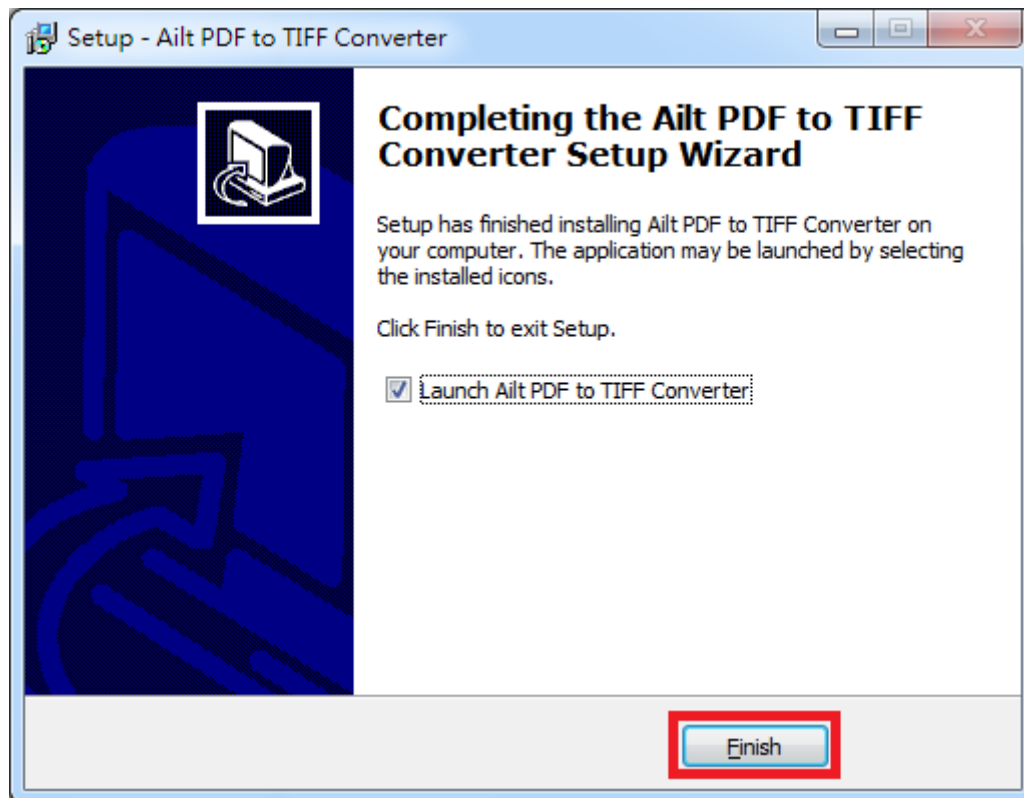 Setup - Ailt PDF to TIFF Converter
Completing the Ailt PDF to TIFF
Converter Setup Wizard
Setup has finished installing Ailt PDF to TIFF Converter on
your computer. The application may be launched by selecting
the installed icons.
Click Finish to exit Setup.
Launch Ailt PDF to TIFF Converter
Finish